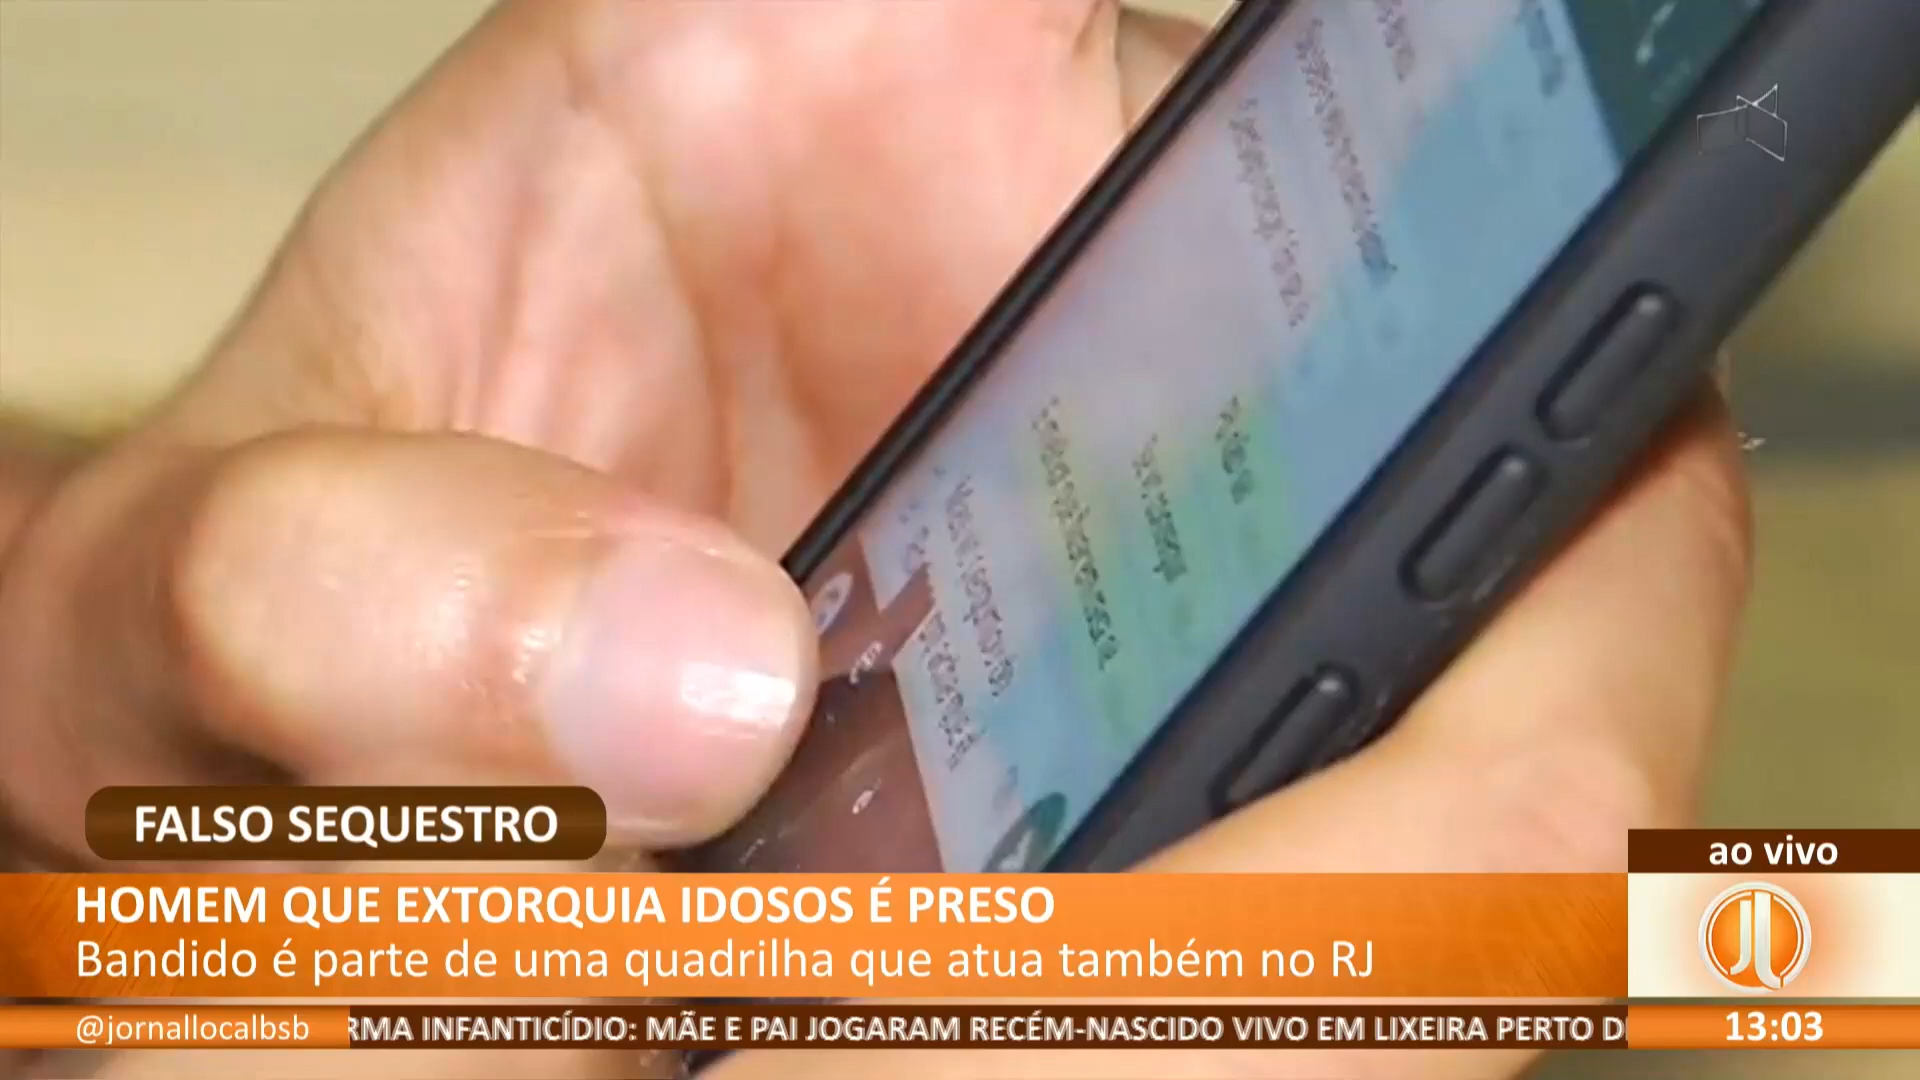 FALSO SEQUESTRO
HOMEM QUE EXTORQUIA IDOSOS É PRESO
Bandido é parte de uma quadrilha que atua também no RJ
ao vivo
JL
@jornallocalbsb
RMA INFANTICÍDIO: MÃE E PAI JOGARAM RECÉM-NASCIDO VIVO EM LIXEIRA PERTO D
13:03